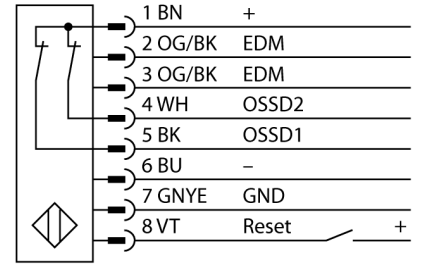 1 BN +
2 OG/BK EDM
3 OG/BK EDM
4 WH OSSD2
5 BK OSSD1
6 BU –
7 GNYE GND
8 VT Reset +